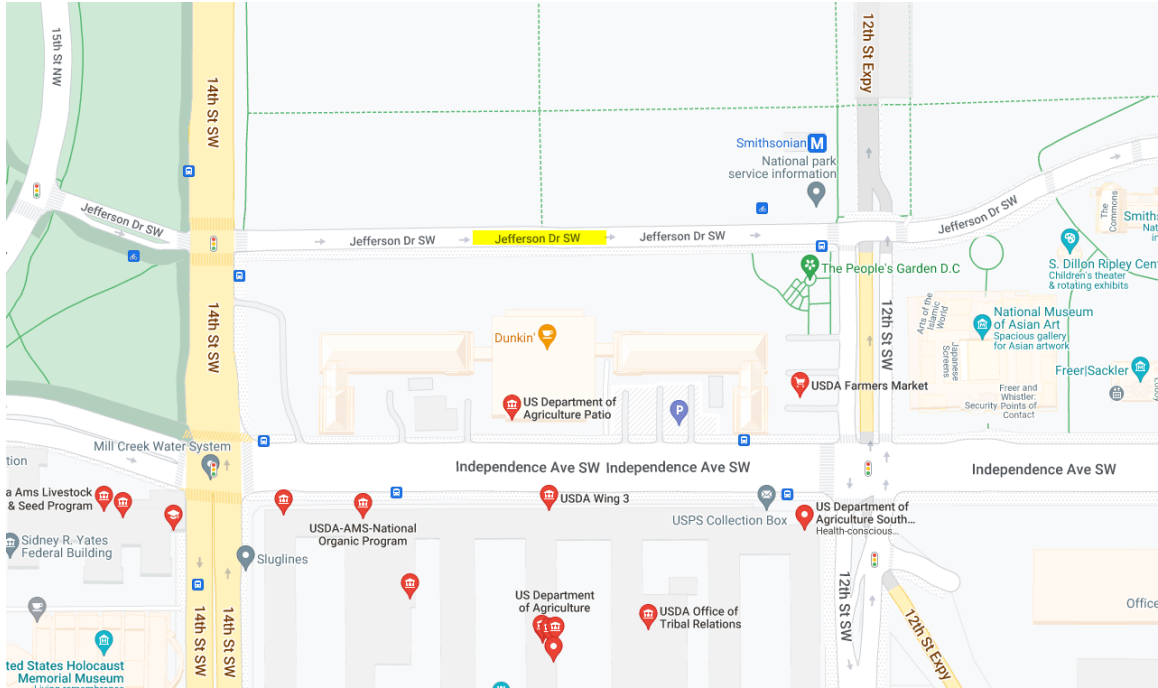 15th St NW
14th St SW
12th St Expy
Smithsonian M
National park
service information
Jefferson Dr SW
Jefferson Dr SW
Jefferson Dr SW
Jefferson Dr SW
Jefferson Dr SW
The Commons
S. Dillon Ripley Cen
Children's theater
& rotating exhibits
The People's Garden D.C
14th St SW
12th St SW
Arts of the
Islamic
World
Japanese
Screens
National Museum
of Asian Art
Spacious gallery
for Asian artwork
Freer|Sackler
Freer and
Whistler:
Points of
Contact
Security
Lobby
Dunkin'
US Department of
Agriculture Patio
P
USDA Farmers Market
Mill Creek Water System
Independence Ave SW
Independence Ave SW
Independence Ave SW
tion
a Ams Livestock
& Seed Program
Sidney R. Yates
Federal Building
USDA-AMS-National
Organic Program
USDA Wing 3
USPS Collection Box
US Department of
Agriculture South...
Health-conscious...
Sluglines
US Department
of Agriculture
USDA Office of
Tribal Relations
14th St SW
14th St SW
12th St SW
12th St Expy
Office
ted States Holocaust
Memorial Museum
Living remembrance